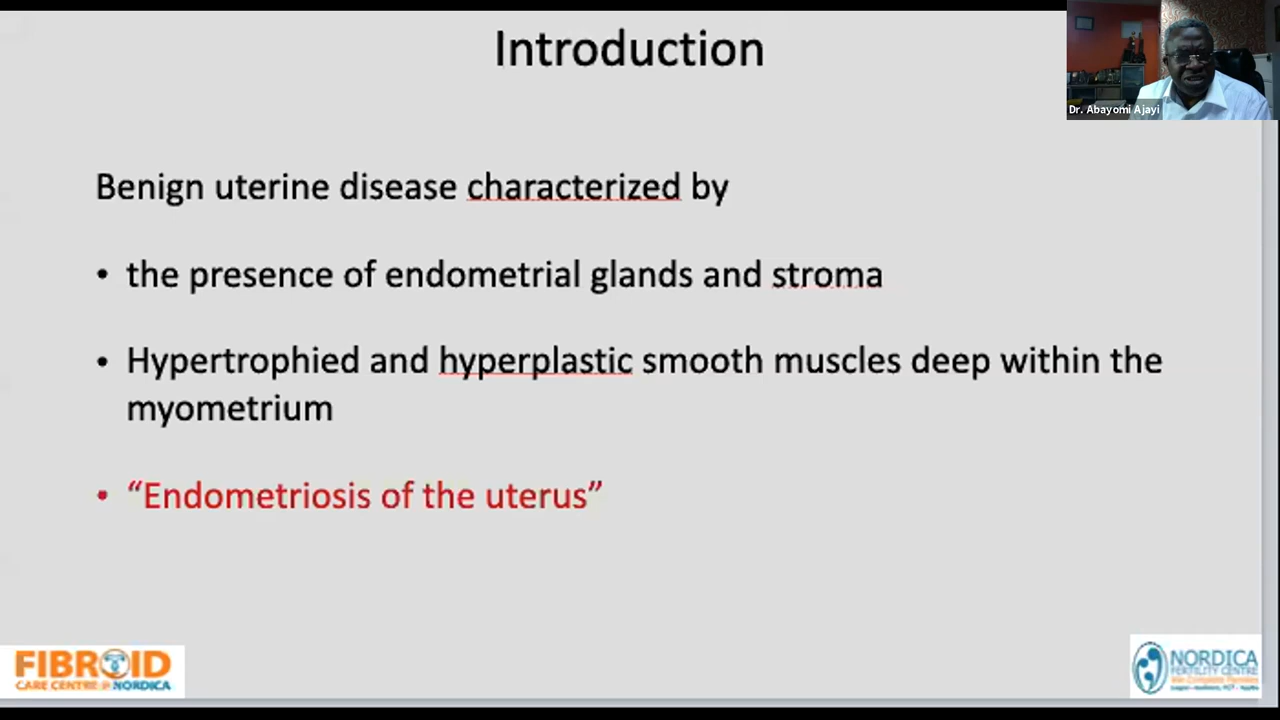 Introduction
Dr. Abayomi Ajayi
Benign uterine disease characterized by
• the presence of endometrial glands and stroma
• Hypertrophied and hyperplastic smooth muscles deep within the
myometrium
• “Endometriosis of the uterus”
FIBROID
CARE CENTRE @ NORDICA
NORDICA
FERTILITY CENTRE